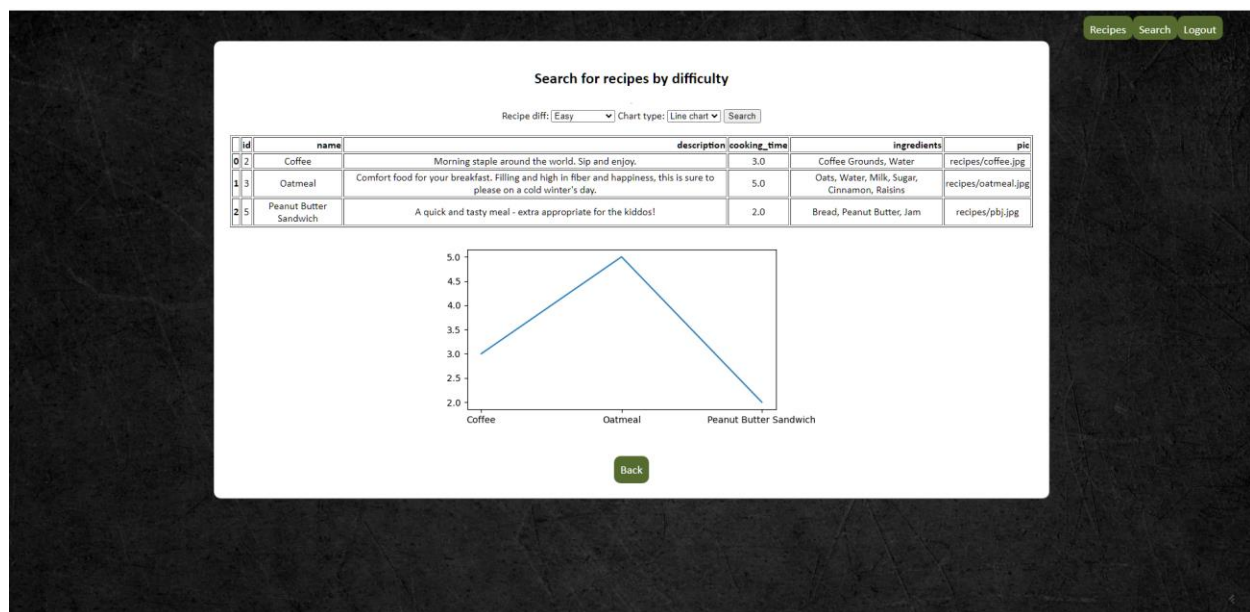 Recipes Search Logout
Search for recipes by difficulty
Recipe diff: Easy Chart type: Line chart Search
id name description cooking_time ingredients pic
0 2 Coffee Morning staple around the world. Sip and enjoy. 3.0 Coffee Grounds, Water recipes/coffee.jpg
1 3 Oatmeal Comfort food for your breakfast. Filling and high in fiber and happiness, this is sure to
please on a cold winter's day. 5.0 Oats, Water, Milk, Sugar,
Cinnamon, Raisins recipes/oatmeal.jpg
2 5 Peanut Butter
Sandwich A quick and tasty meal - extra appropriate for the kiddos! 2.0 Bread, Peanut Butter, Jam recipes/pbj.jpg
5.0
4.5
4.0
3.5
3.0
2.5
2.0
Coffee Oatmeal Peanut Butter Sandwich
Back